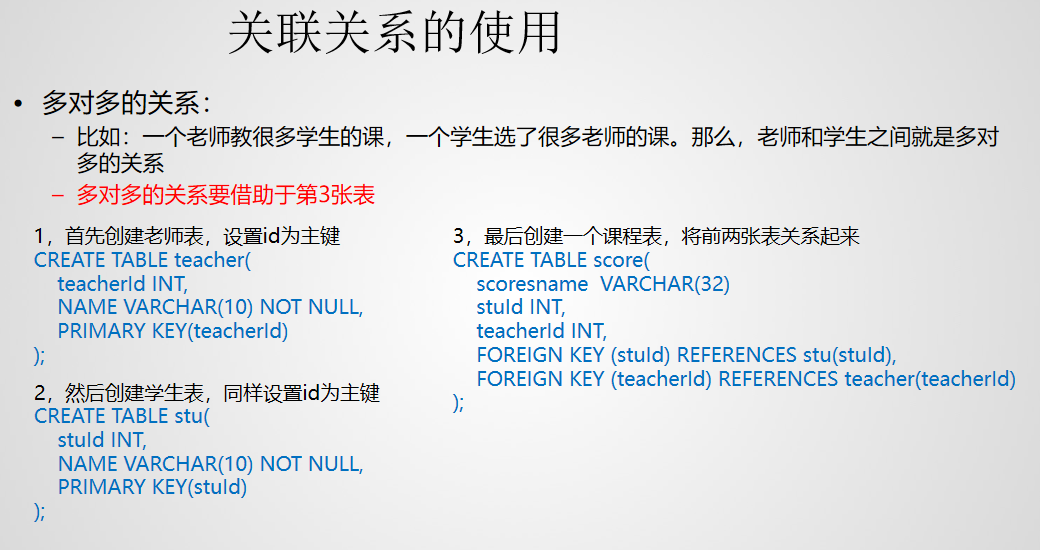 关联关系的使用
• 多对多的关系：
– 比如：一个老师教很多学生的课，一个学生选了很多老师的课。那么，老师和学生之间就是多对
多的关系
– 多对多的关系要借助于第3张表
1，首先创建老师表，设置id为主键
CREATE TABLE teacher(
teacherId INT,
NAME VARCHAR(10) NOT NULL,
PRIMARY KEY(teacherId)
);
2，然后创建学生表，同样设置id为主键
CREATE TABLE stu(
stuId INT,
NAME VARCHAR(10) NOT NULL,
PRIMARY KEY(stuId)
);
3，最后创建一个课程表，将前两张表关系起来
CREATE TABLE score(
scoresname VARCHAR(32)
stuId INT,
teacherId INT,
FOREIGN KEY (stuId) REFERENCES stu(stuId),
FOREIGN KEY (teacherId) REFERENCES teacher(teacherId)
);